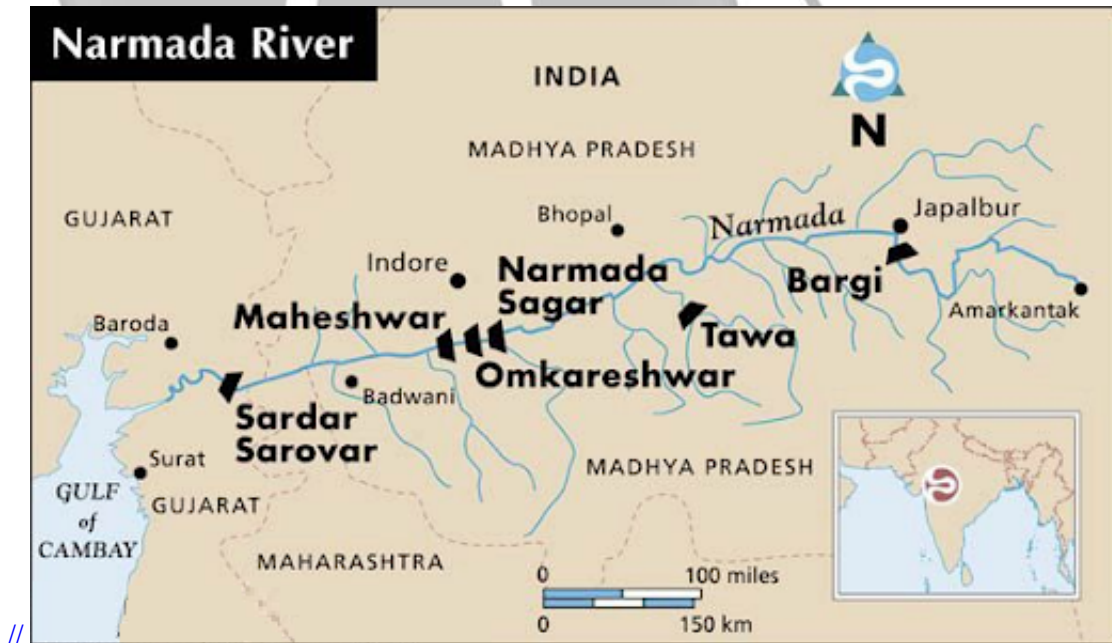 Narmada River
INDIA
N
MADHYA PRADESH
GUJARAT
Bhopal
Narmada
Japalbur
Indore
Narmada
Sagar
Bargi
Amarkantak
Baroda
Maheshwar
Tawa
Omkareshwar
Badwani
Sardar
Sarovar
Surat
MADHYA PRADESH
GULF
of
CAMBAY
GUJARAT
MAHARASHTRA
0 100 miles
0 150 km
//